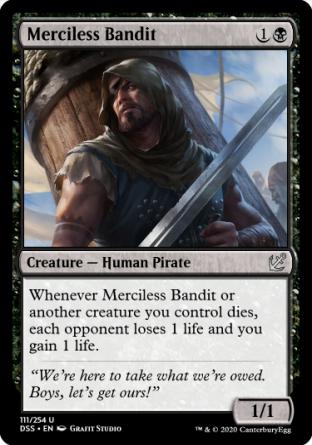 Merciless Bandit 1
Creature — Human Pirate
Whenever Merciless Bandit or
another creature you control dies,
each opponent loses 1 life and you
gain 1 life.
“We’re here to take what we’re owed.
Boys, let’s get ours!”
1/1
111/254 U
DSS • EN Grafit Studio
™ & © 2020 CanterburyEgg